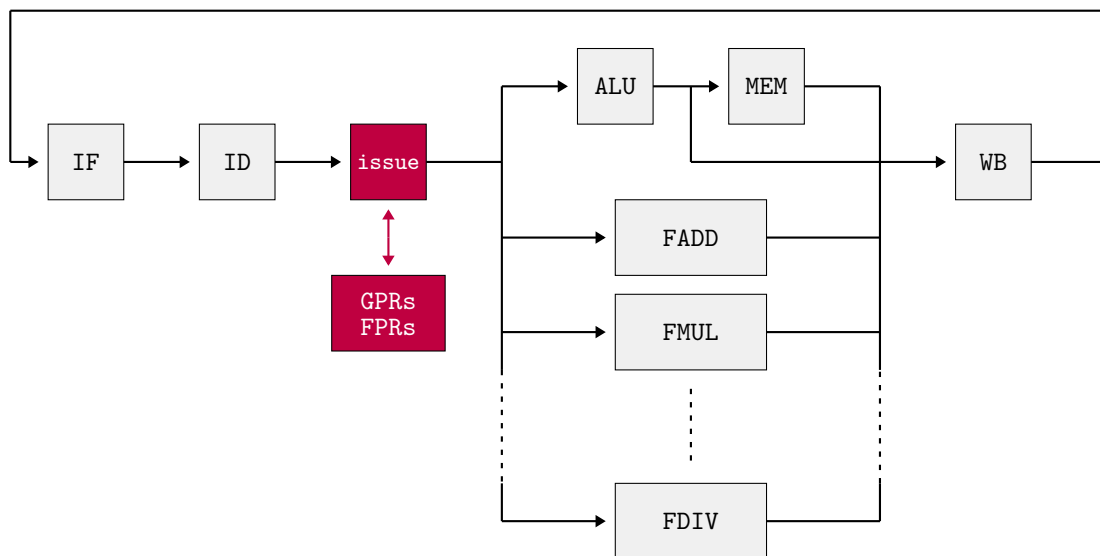 ALU
MEM
IF
ID
issue
WB
FADD
GPRs
FPRs
FMUL
FDIV